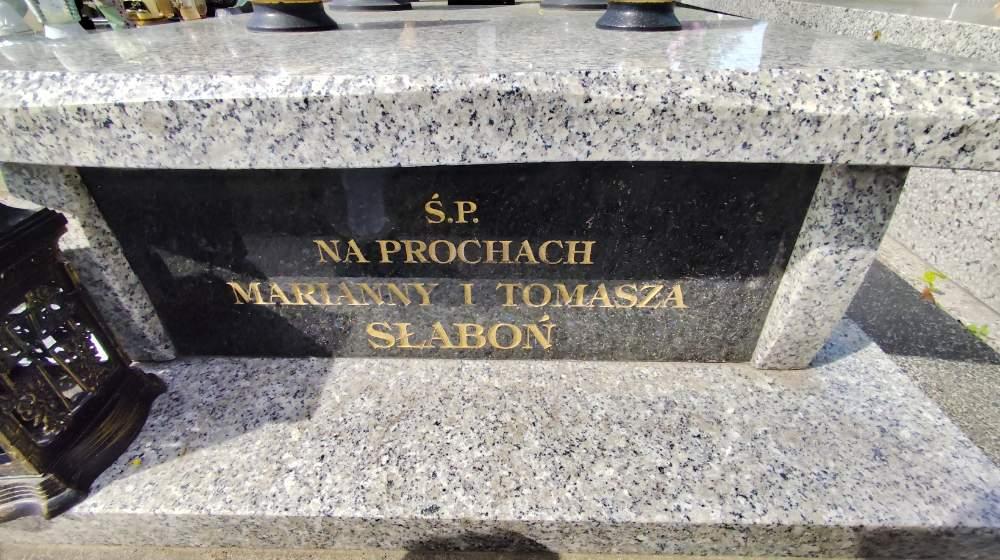 Ś.P.
NA PROCHACH
MARIANNY I TOMASZA
SŁABOŃ